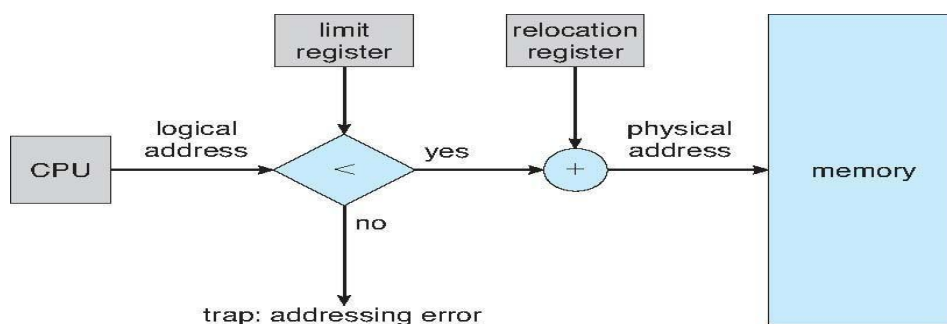 limit
register
relocation
register
CPU
logical
address
<
yes
+
physical
address
memory
no
trap: addressing error